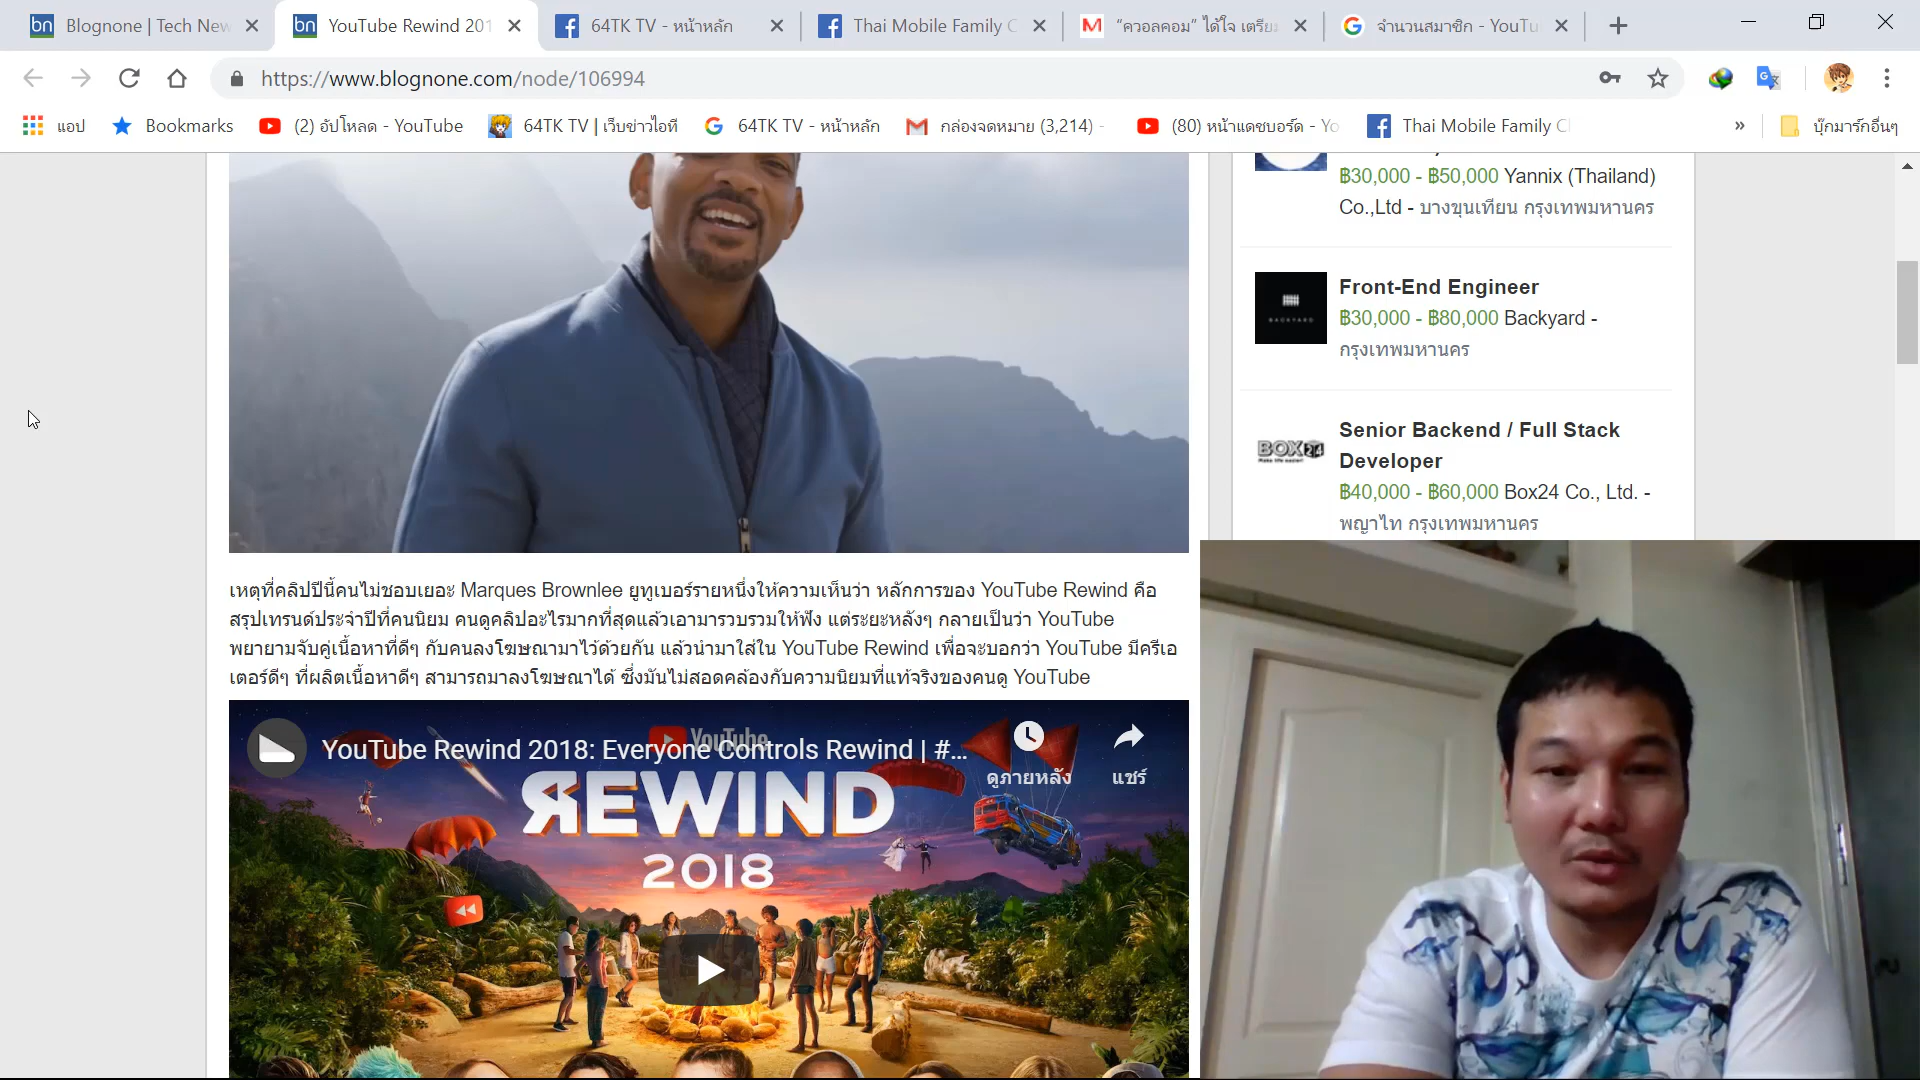 Blognone | Tech New
YouTube Rewind 201
64TK TV - หน้าหลัก
Thai Mobile Family C
"ควอลคอม" ได้ใจ เตรีย
จำนวนสมาชิก - YouTu
https://www.blognone.com/node/106994
แอป
Bookmarks
(2) อัปโหลด - YouTube
64TK TV | เว็บข่าวไอที
64TK TV - หน้าหลัก
กล่องจดหมาย (3,214) -
(80) หน้าแดชบอร์ด - Yo
Thai Mobile Family Cl
»
บุ๊กมาร์กอื่นๆ
฿30,000 - ฿50,000 Yannix (Thailand)
Co.,Ltd - บางขุนเทียน กรุงเทพมหานคร
Front-End Engineer
฿30,000 - ฿80,000 Backyard -
กรุงเทพมหานคร
BACKYARD
Senior Backend / Full Stack
Developer
฿40,000 - ฿60,000 Box24 Co., Ltd. -
พญาไท กรุงเทพมหานคร
BOX24
Make life easier!
เหตุที่คลิปปีนี้คนไม่ชอบเยอะ Marques Brownlee ยูทูเบอร์รายหนึ่งให้ความเห็นว่า หลักการของ YouTube Rewind คือ
สรุปเทรนด์ประจำปีที่คนนิยม คนดูคลิปอะไรมากที่สุดแล้วเอามารวบรวมให้ฟัง แต่ระยะหลังๆ กลายเป็นว่า YouTube
พยายามจับคู่เนื้อหาที่ดีๆ กับคนลงโฆษณามาไว้ด้วยกัน แล้วนำมาใส่ใน YouTube Rewind เพื่อจะบอกว่า YouTube มีครีเอ
เตอร์ดีๆ ที่ผลิตเนื้อหาดีๆ สามารถมาลงโฆษณาได้ ซึ่งมันไม่สอดคล้องกับความนิยมที่แท้จริงของคนดู YouTube
YouTube
YouTube Rewind 2018: Everyone Controls Rewind | #...
ดูภายหลัง
แชร์
REWIND
2018